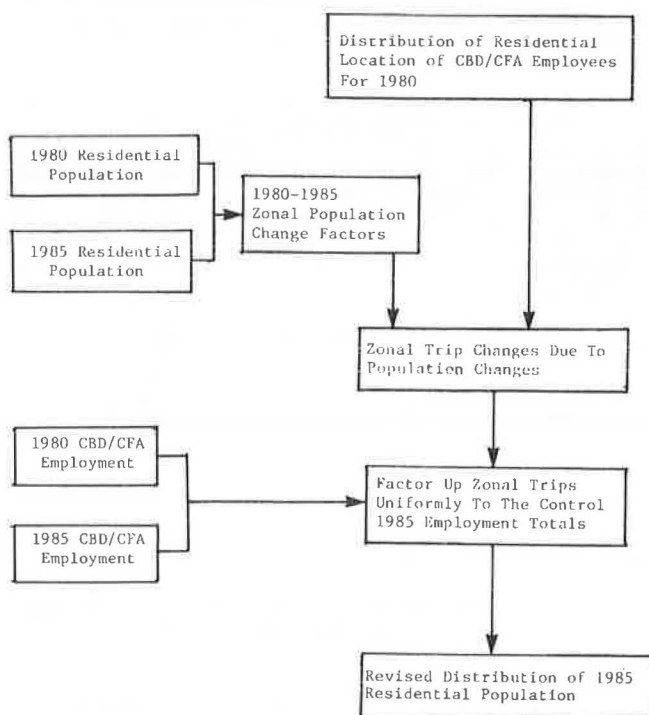 Distribution of Residential
Location of CBD/CFA Employees
For 1980
1980 Residential
Population
1980-1985
Zonal Population
Change Factors
1985 Residential
Population
Zonal Trip Changes Due To
Population Changes
1980 CBD/CFA
Employment
Factor Up Zonal Trips
Uniformly To The Control
1985 Employment Totals
1985 CBD/CFA
Employment
Revised Distribution of 1985
Residential Population